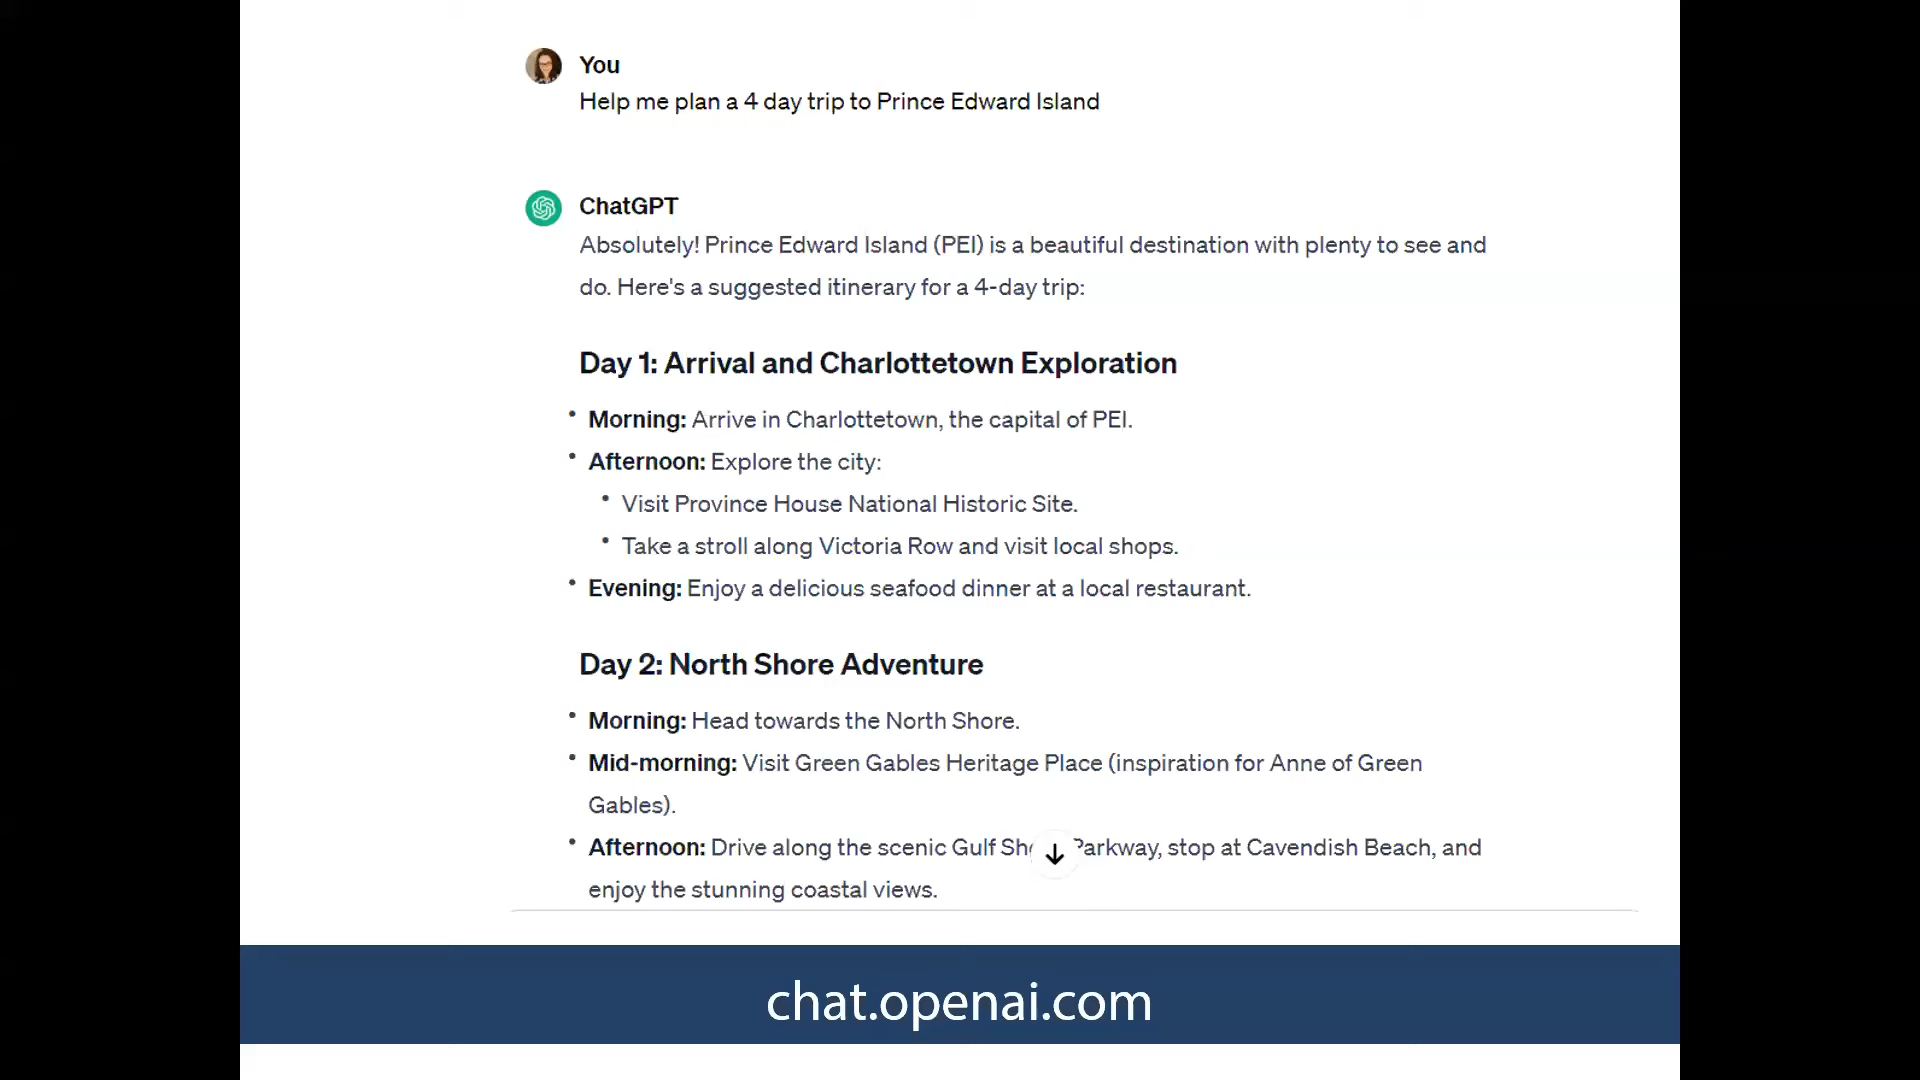 You
Help me plan a 4 day trip to Prince Edward Island
ChatGPT
Absolutely! Prince Edward Island (PEI) is a beautiful destination with plenty to see and
do. Here's a suggested itinerary for a 4-day trip:
Day 1: Arrival and Charlottetown Exploration
• Morning: Arrive in Charlottetown, the capital of PEI.
• Afternoon: Explore the city:
• Visit Province House National Historic Site.
• Take a stroll along Victoria Row and visit local shops.
• Evening: Enjoy a delicious seafood dinner at a local restaurant.
Day 2: North Shore Adventure
• Morning: Head towards the North Shore.
• Mid-morning: Visit Green Gables Heritage Place (inspiration for Anne of Green
Gables).
• Afternoon: Drive along the scenic Gulf Parkway, stop at Cavendish Beach, and
enjoy the stunning coastal views.
chat.openai.com